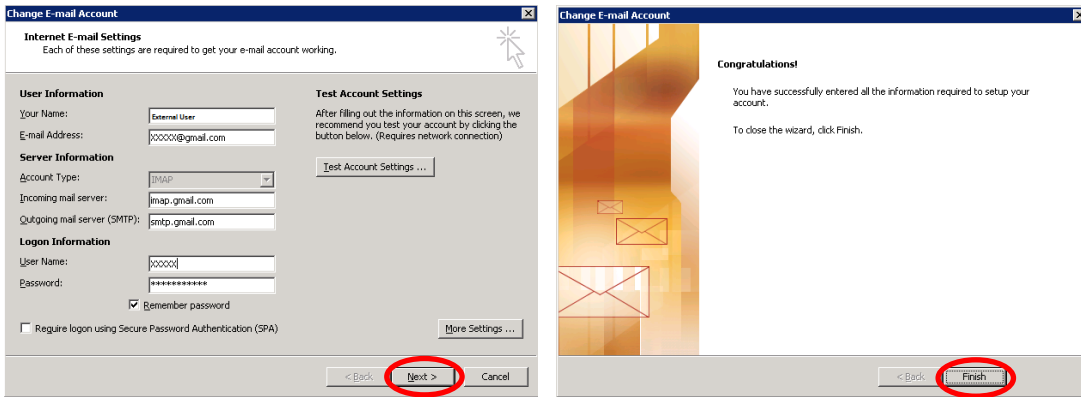 Change E-mail Account
Internet E-mail Settings
Each of these settings are required to get your e-mail account working.
User Information
Your Name:
External User
E-mail Address:
XXXXX@gmail.com
Server Information
Account Type:
IMAP
Incoming mail server:
imap.gmail.com
Outgoing mail server (SMTP):
smtp.gmail.com
Logon Information
User Name:
XXXXX
Password:
***********
Remember password
Require logon using Secure Password Authentication (SPA)
Test Account Settings
After filling out the information on this screen, we
recommend you test your account by clicking the
button below. (Requires network connection)
Test Account Settings ...
More Settings ...
< Back
Next >
Cancel
Change E-mail Account
Congratulations!
You have successfully entered all the information required to setup your
account.
To close the wizard, click Finish.
< Back
Finish